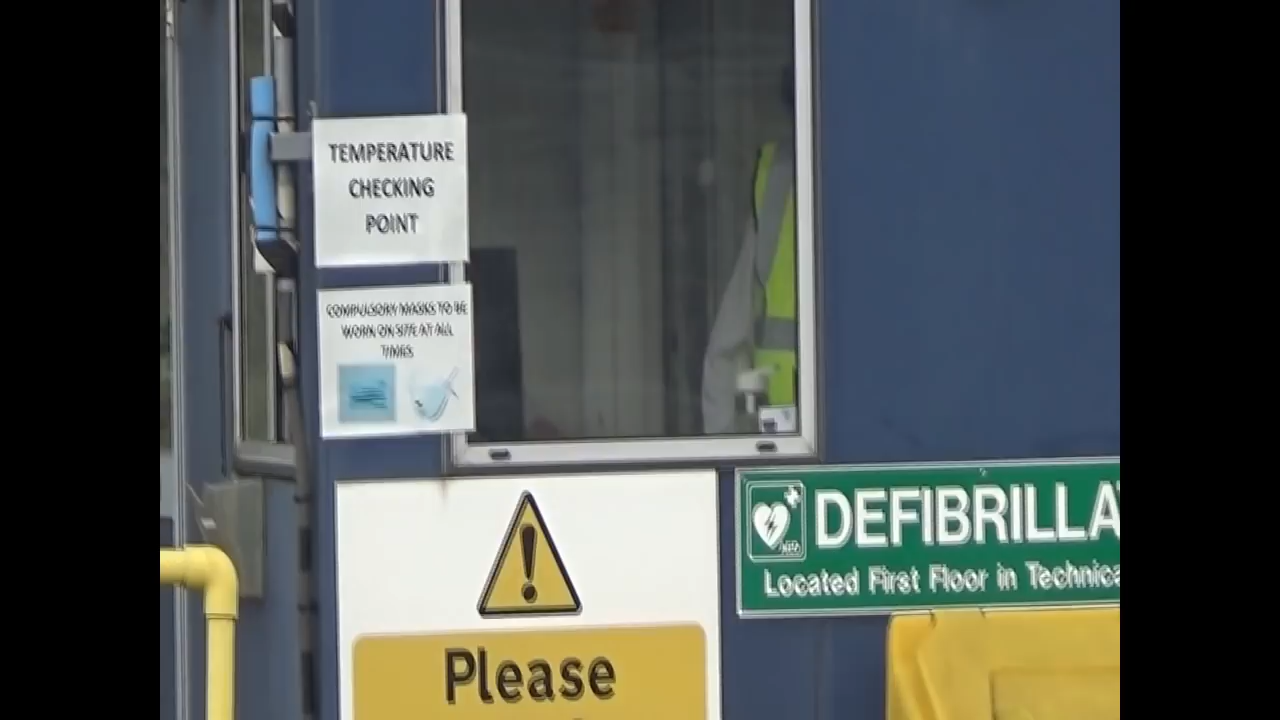 TEMPERATURE
CHECKING
POINT
COMPULSORY MASKS TO BE
WORN ON SITE AT ALL
TIMES
Please
AED
DEFIBRILLA
Located First Floor in Technica